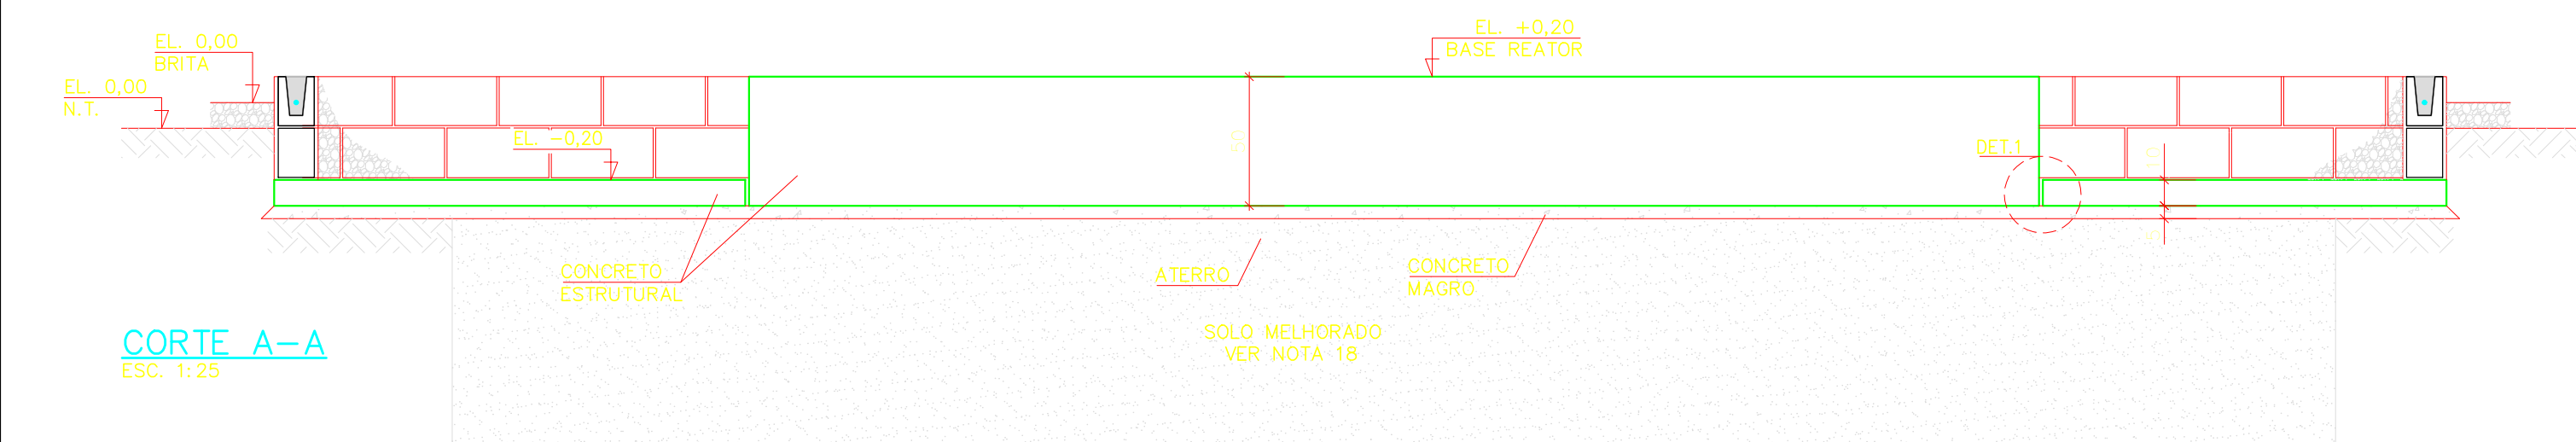 EL. 0,00
BRITA
EL. 0,00
N.T.
EL. +0,20
BASE REATOR
EL. -0,20
50
DET.1
10
5
CONCRETO
ESTRUTURAL
ATERRO
CONCRETO
MAGRO
SOLO MELHORADO
VER NOTA 18
CORTE A-A
ESC. 1:25